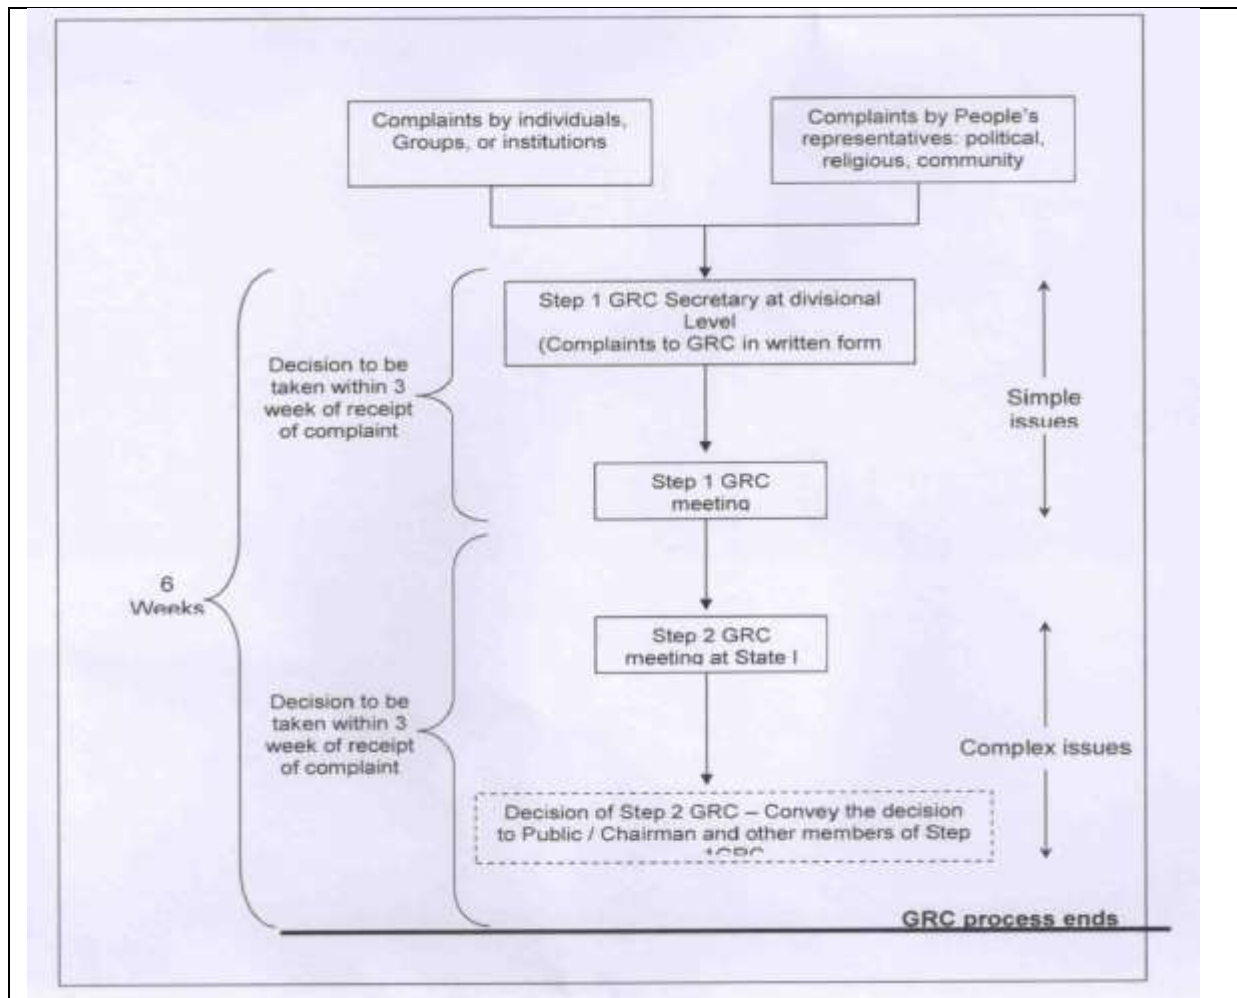 Complaints by individuals,
Groups, or institutions
Complaints by People's
representatives: political,
religious, community
Step 1 GRC Secretary at divisional
Level
(Complaints to GRC in written form
Decision to be
taken within 3
week of receipt
of complaint
Simple
issues
Step 1 GRC
meeting
6
Weeks
Step 2 GRC
meeting at State l
Decision to be
taken within 3
week of receipt
of complaint
Complex issues
Decision of Step 2 GRC – Convey the decision
to Public / Chairman and other members of Step
1GRC
GRC process ends